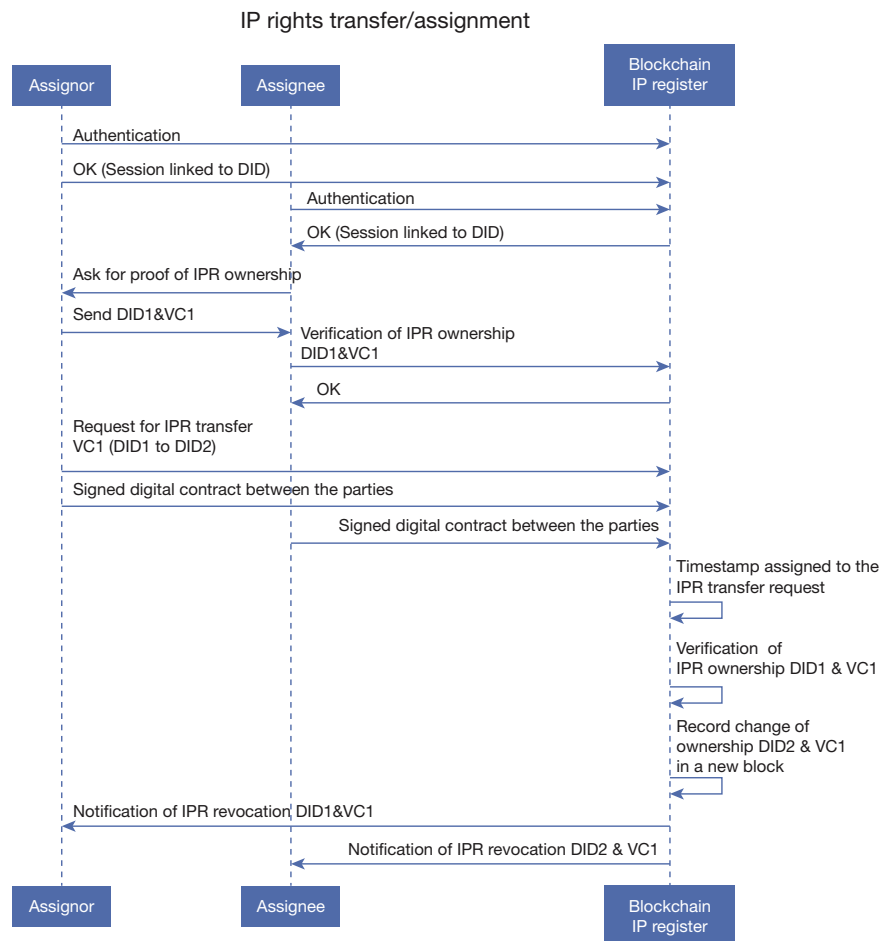 IP rights transfer/assignment
Assignor
Assignee
Blockchain
IP register
Authentication
OK (Session linked to DID)
Authentication
OK (Session linked to DID)
Ask for proof of IPR ownership
Send DID1&VC1
Verification of IPR ownership
DID1&VC1
OK
Request for IPR transfer
VC1 (DID1 to DID2)
Signed digital contract between the parties
Signed digital contract between the parties
Timestamp assigned to the
IPR transfer request
Verification of
IPR ownership DID1 & VC1
Record change of
ownership DID2 & VC1
in a new block
Notification of IPR revocation DID1&VC1
Notification of IPR revocation DID2 & VC1
Assignor
Assignee
Blockchain
IP register